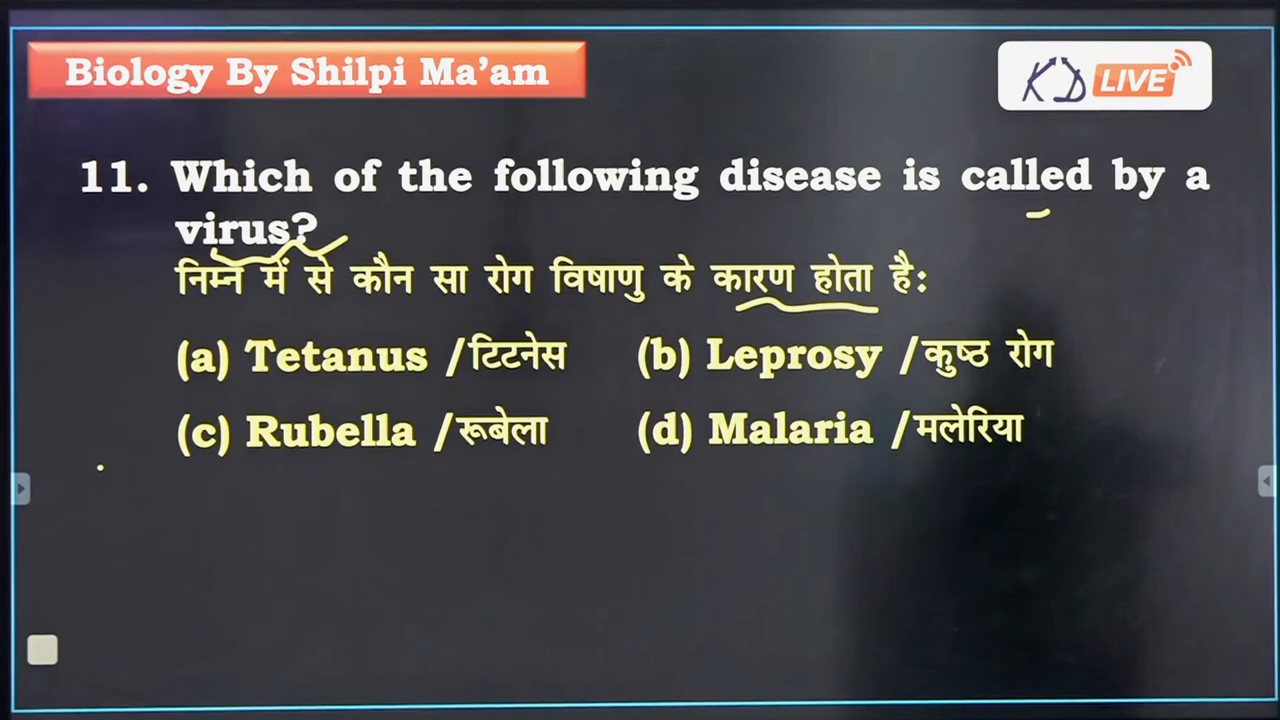 Biology By Shilpi Ma’am
KD LIVE
11. Which of the following disease is called by a
virus?
निम्न में से कौन सा रोग विषाणु के कारण होता है:
(a) Tetanus /टिटनेस (b) Leprosy /कुष्ठ रोग
(c) Rubella /रूबेला (d) Malaria /मलेरिया